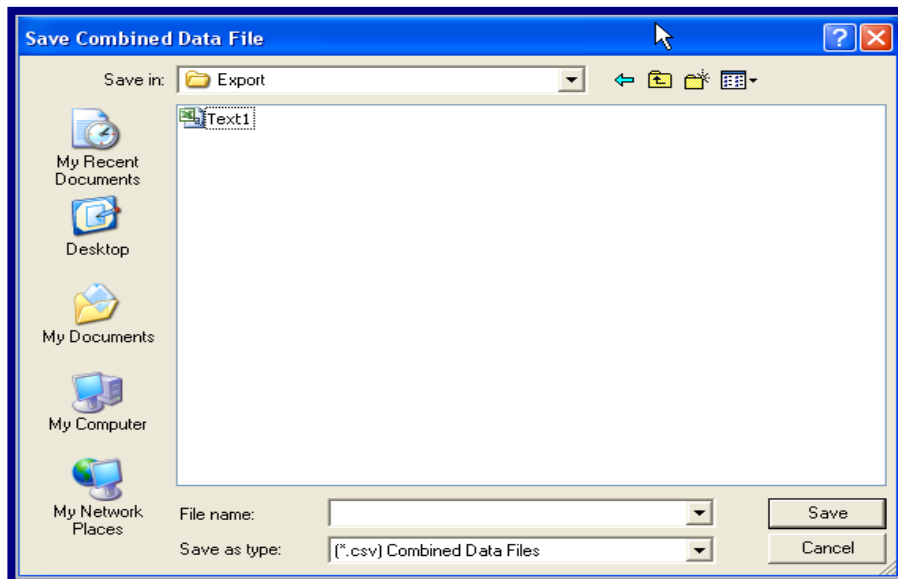 Save Combined Data File
Save in:
Export
Text1
My Recent
Documents
Desktop
My Documents
My Computer
My Network
Places
File name:
Save
Save as type:
(*.csv) Combined Data Files
Cancel